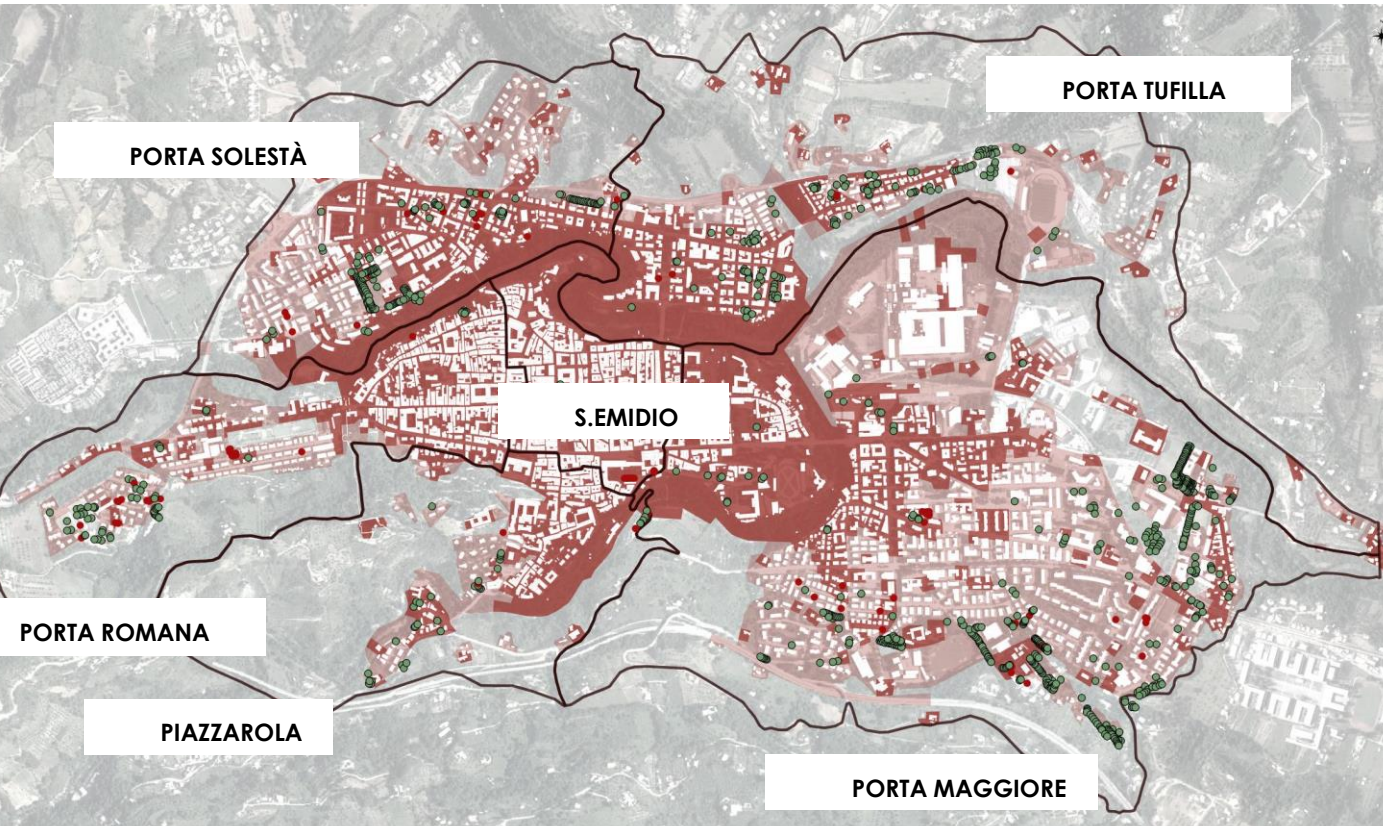 PORTA TUFILLA
PORTA SOLESTÀ
S.EMIDIO
PORTA ROMANA
PIAZZAROLA
PORTA MAGGIORE